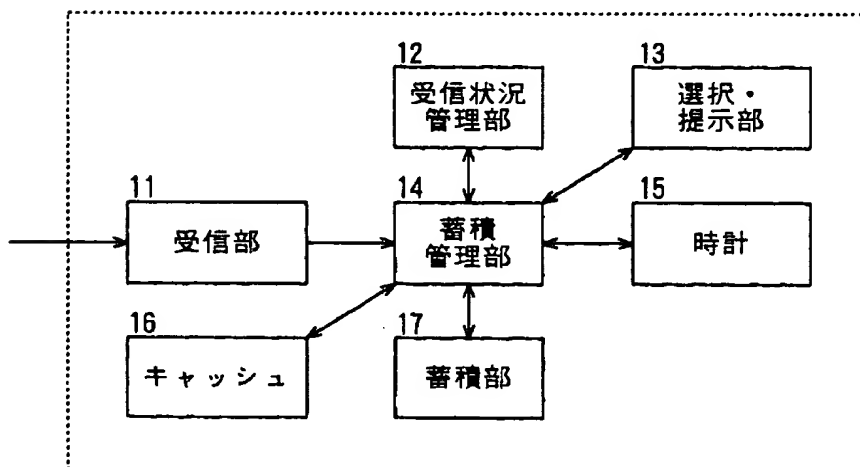 12
受信状況
管理部
13
選択・
提示部
11
受信部
14
蓄積
管理部
15
時計
16
キャッシュ
17
蓄積部